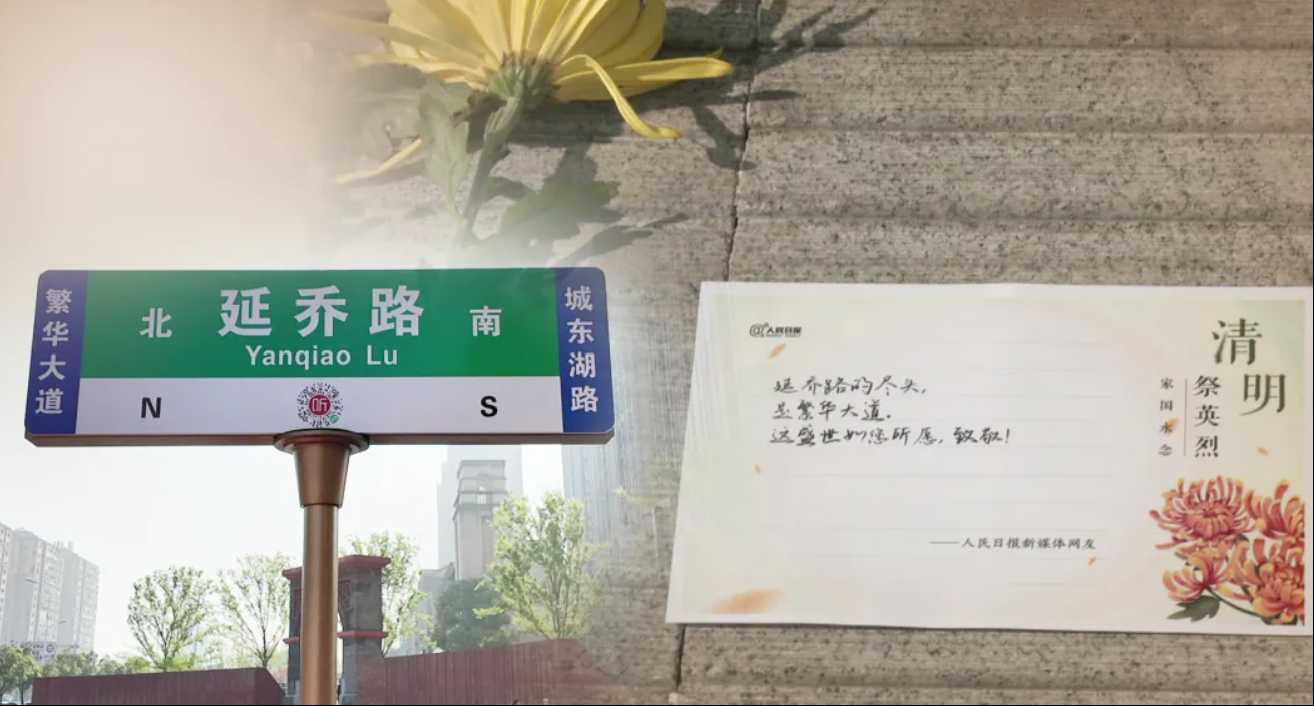 繁华大道
北
延乔路
南
Yanqiao Lu
N
听
S
城东湖路
人民日报
清明
祭英烈
家国永念
延乔路的尽头，
是繁华大道。
这盛世如您所愿，致敬！
——人民日报新媒体网友